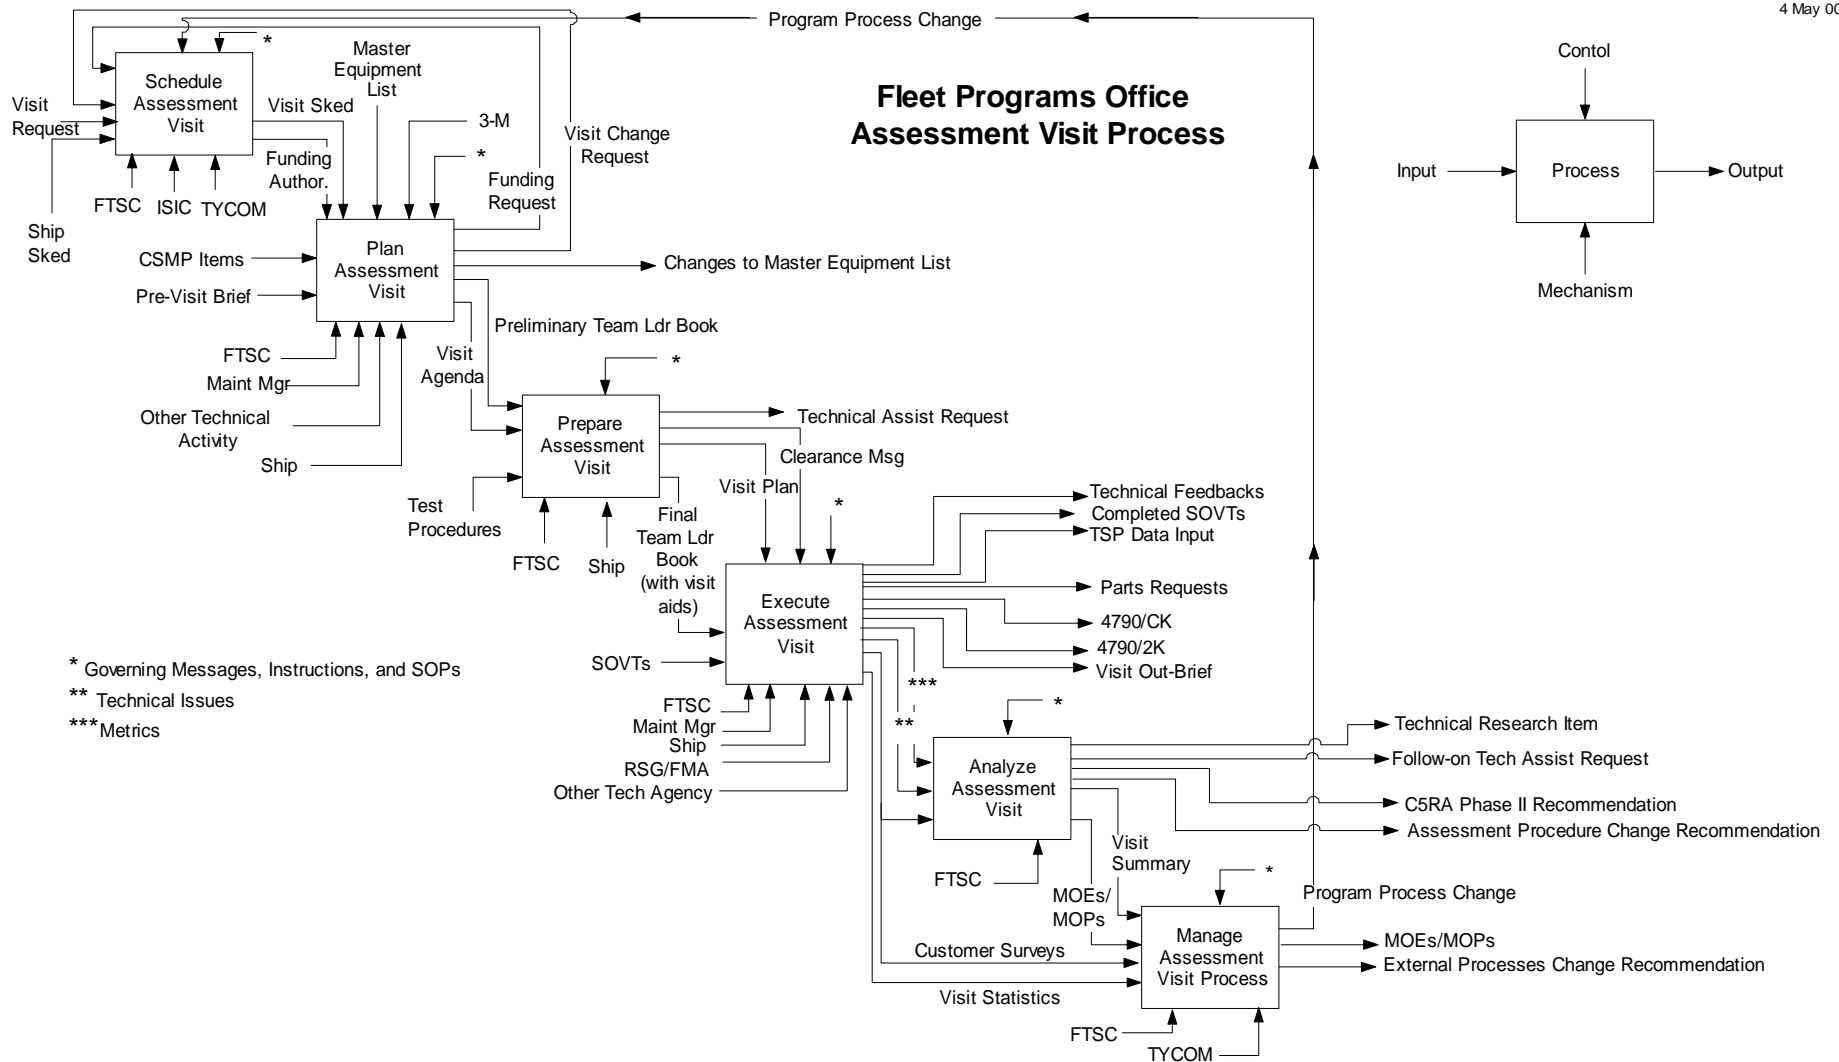 4 May 00
Program Process Change
*
Master
Equipment
List
Schedule
Assessment
Visit
Visit
Request
Visit Sked
3-M
*
Fleet Programs Office
Assessment Visit Process
Visit Change
Request
Funding
Author.
Funding
Request
FTSC
ISIC
TYCOM
Ship
Sked
Contol
Input
Process
Output
Mechanism
CSMP Items
Pre-Visit Brief
Plan
Assessment
Visit
Changes to Master Equipment List
Preliminary Team Ldr Book
FTSC
Maint Mgr
Other Technical
Activity
Ship
Visit
Agenda
*
Prepare
Assessment
Visit
Technical Assist Request
Clearance Msg
Visit Plan
Test
Procedures
FTSC
Ship
Final
Team Ldr
Book
(with visit
aids)
*
Technical Feedbacks
Completed SOVTs
TSP Data Input
Parts Requests
4790/CK
4790/2K
Visit Out-Brief
Execute
Assessment
Visit
SOVTs
FTSC
Maint Mgr
Ship
RSG/FMA
Other Tech Agency
* Governing Messages, Instructions, and SOPs
** Technical Issues
***Metrics
***
**
*
Analyze
Assessment
Visit
Technical Research Item
Follow-on Tech Assist Request
C5RA Phase II Recommendation
Assessment Procedure Change Recommendation
FTSC
Visit
Summary
MOEs/
MOPs
*
Program Process Change
Customer Surveys
Visit Statistics
Manage
Assessment
Visit Process
MOEs/MOPs
External Processes Change Recommendation
FTSC
TYCOM